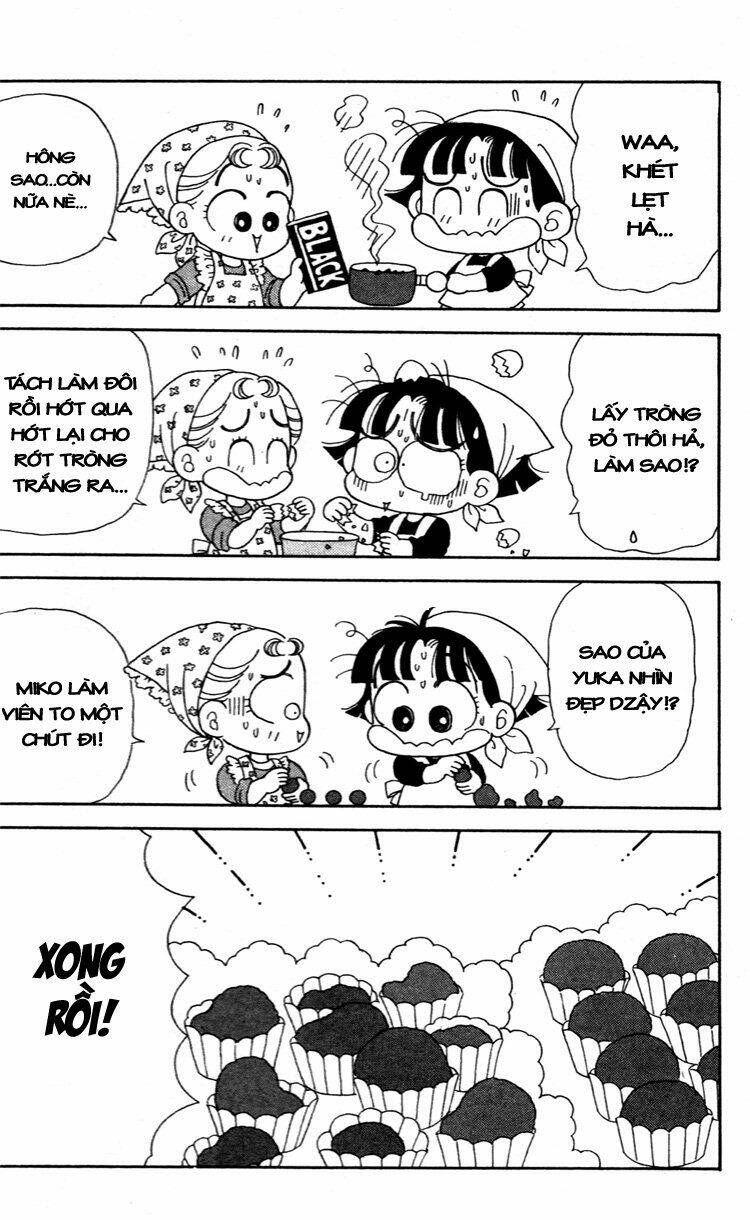 WAA,
KHÉT
LẸT
HÀ...
BLACK
HÔNG
SAO...CÒN
NỮA NÈ...
LẤY TRÒNG
ĐỎ THÔI HẢ,
LÀM SAO!?
TÁCH LÀM ĐÔI
RỒI HỚT QUA
HỚT LẠI CHO
RỚT TRÒNG
TRẮNG RA...
SAO CỦA
YUKA NHÌN
ĐẸP DZẬY!?
MIKO LÀM
VIÊN TO MỘT
CHÚT ĐI!
XONG
RỒI!